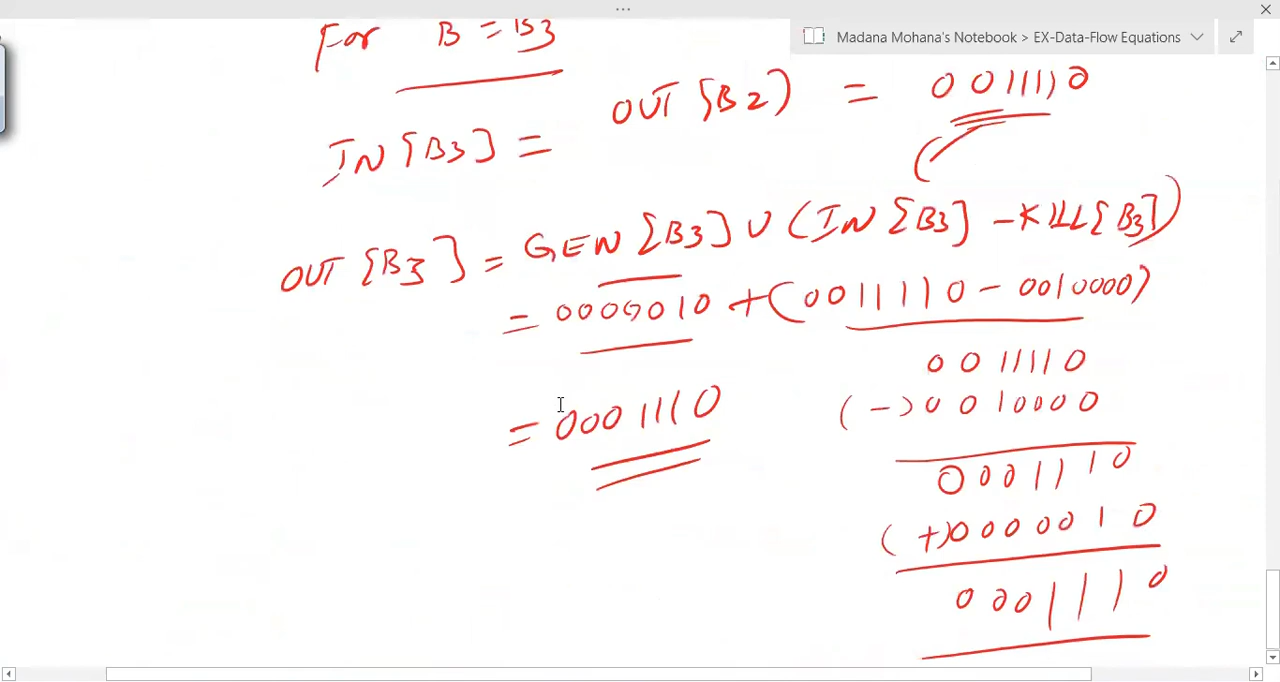 For B = B3
Madana Mohana's Notebook > EX-Data-Flow Equations
IN[B3] = OUT [B2) = 0011110
OUT [B3] = GEN [B3] U (IN [B3] - KILL[B3])
= 0000010 + (0011110 - 0010000)
0011110
(-) 0010000
= 0001110
0001110
(+) 0000010
0001110